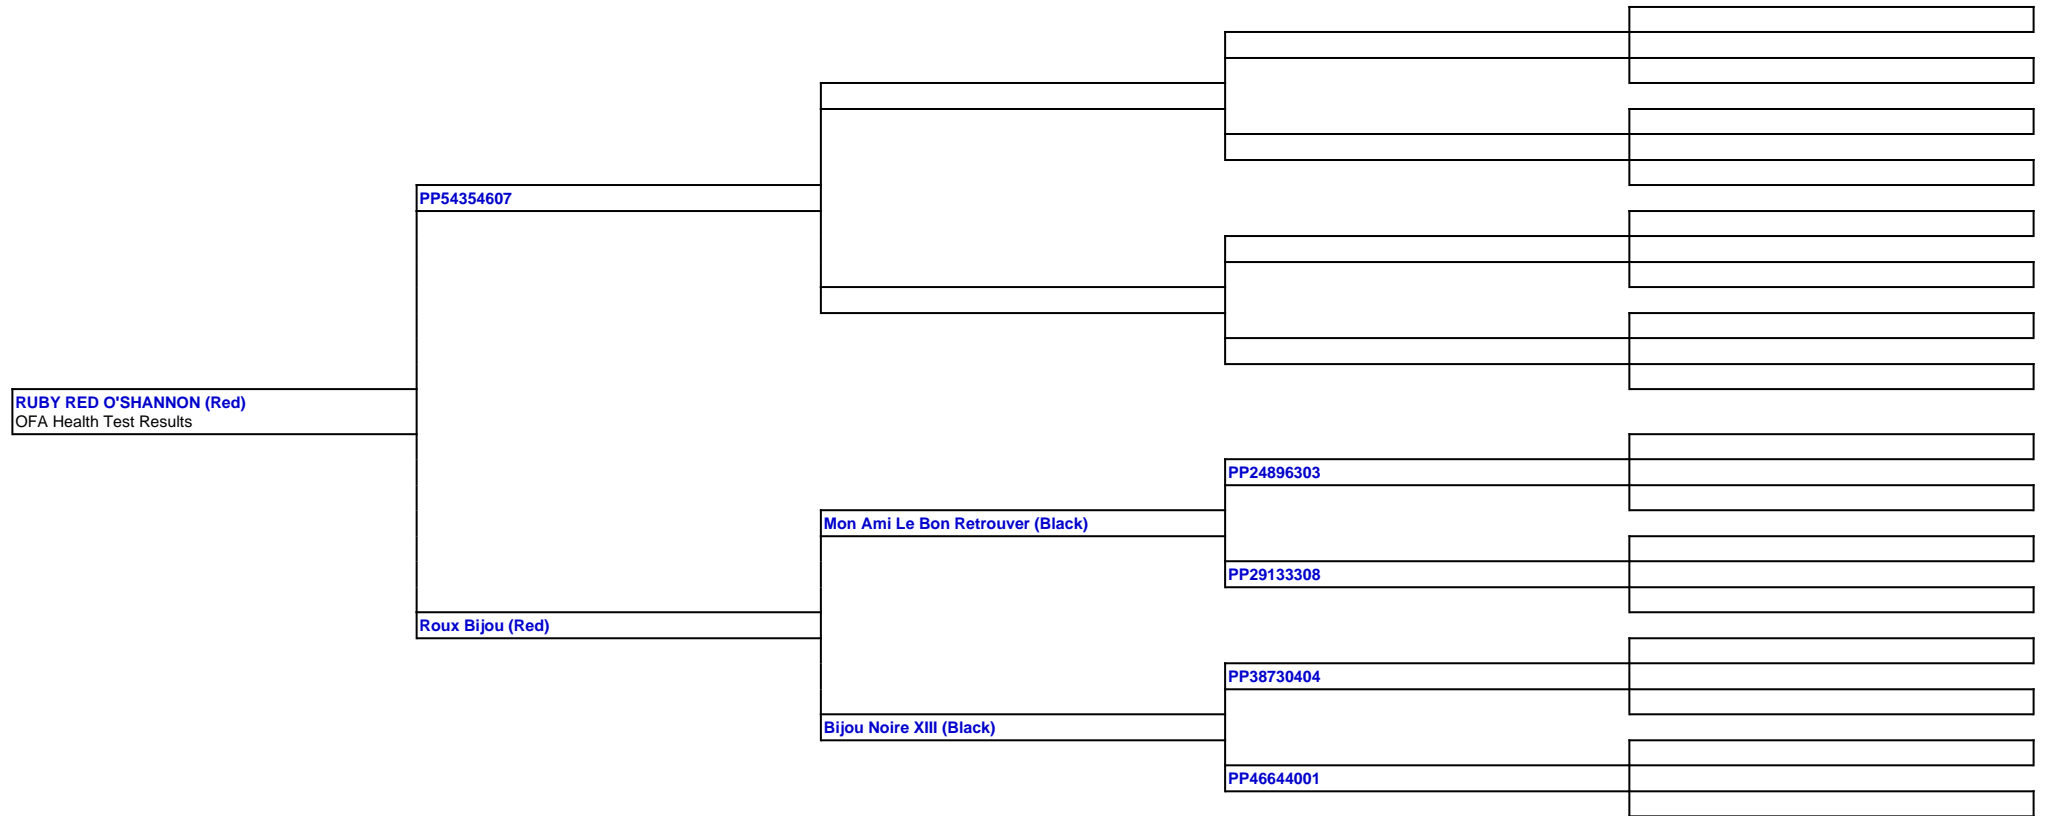 PP54354607
RUBY RED O'SHANNON (Red)
OFA Health Test Results
PP24896303
Mon Ami Le Bon Retrouver (Black)
PP29133308
Roux Bijou (Red)
PP38730404
Bijou Noire XIII (Black)
PP46644001